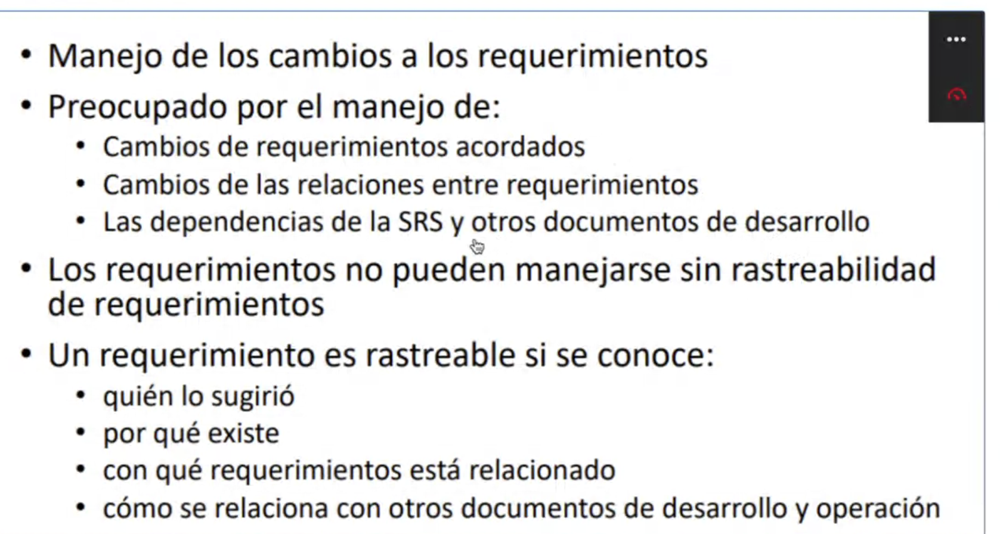 • Manejo de los cambios a los requerimientos
• Preocupado por el manejo de:
• Cambios de requerimientos acordados
• Cambios de las relaciones entre requerimientos
• Las dependencias de la SRS y otros documentos de desarrollo
• Los requerimientos no pueden manejarse sin rastreabilidad
de requerimientos
• Un requerimiento es rastreable si se conoce:
• quién lo sugirió
• por qué existe
• con qué requerimientos está relacionado
• cómo se relaciona con otros documentos de desarrollo y operación